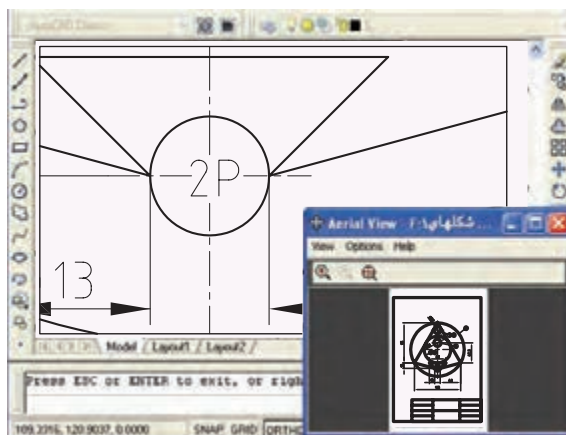 2P
13
Aerial View - F:\شکلهای ...
View Options Help
Model / Layout1 / Layout2 /
Press ESC or ENTER to exit, or righ
109.2316, 120.9037, 0.0000 SNAP GRID ORTHO